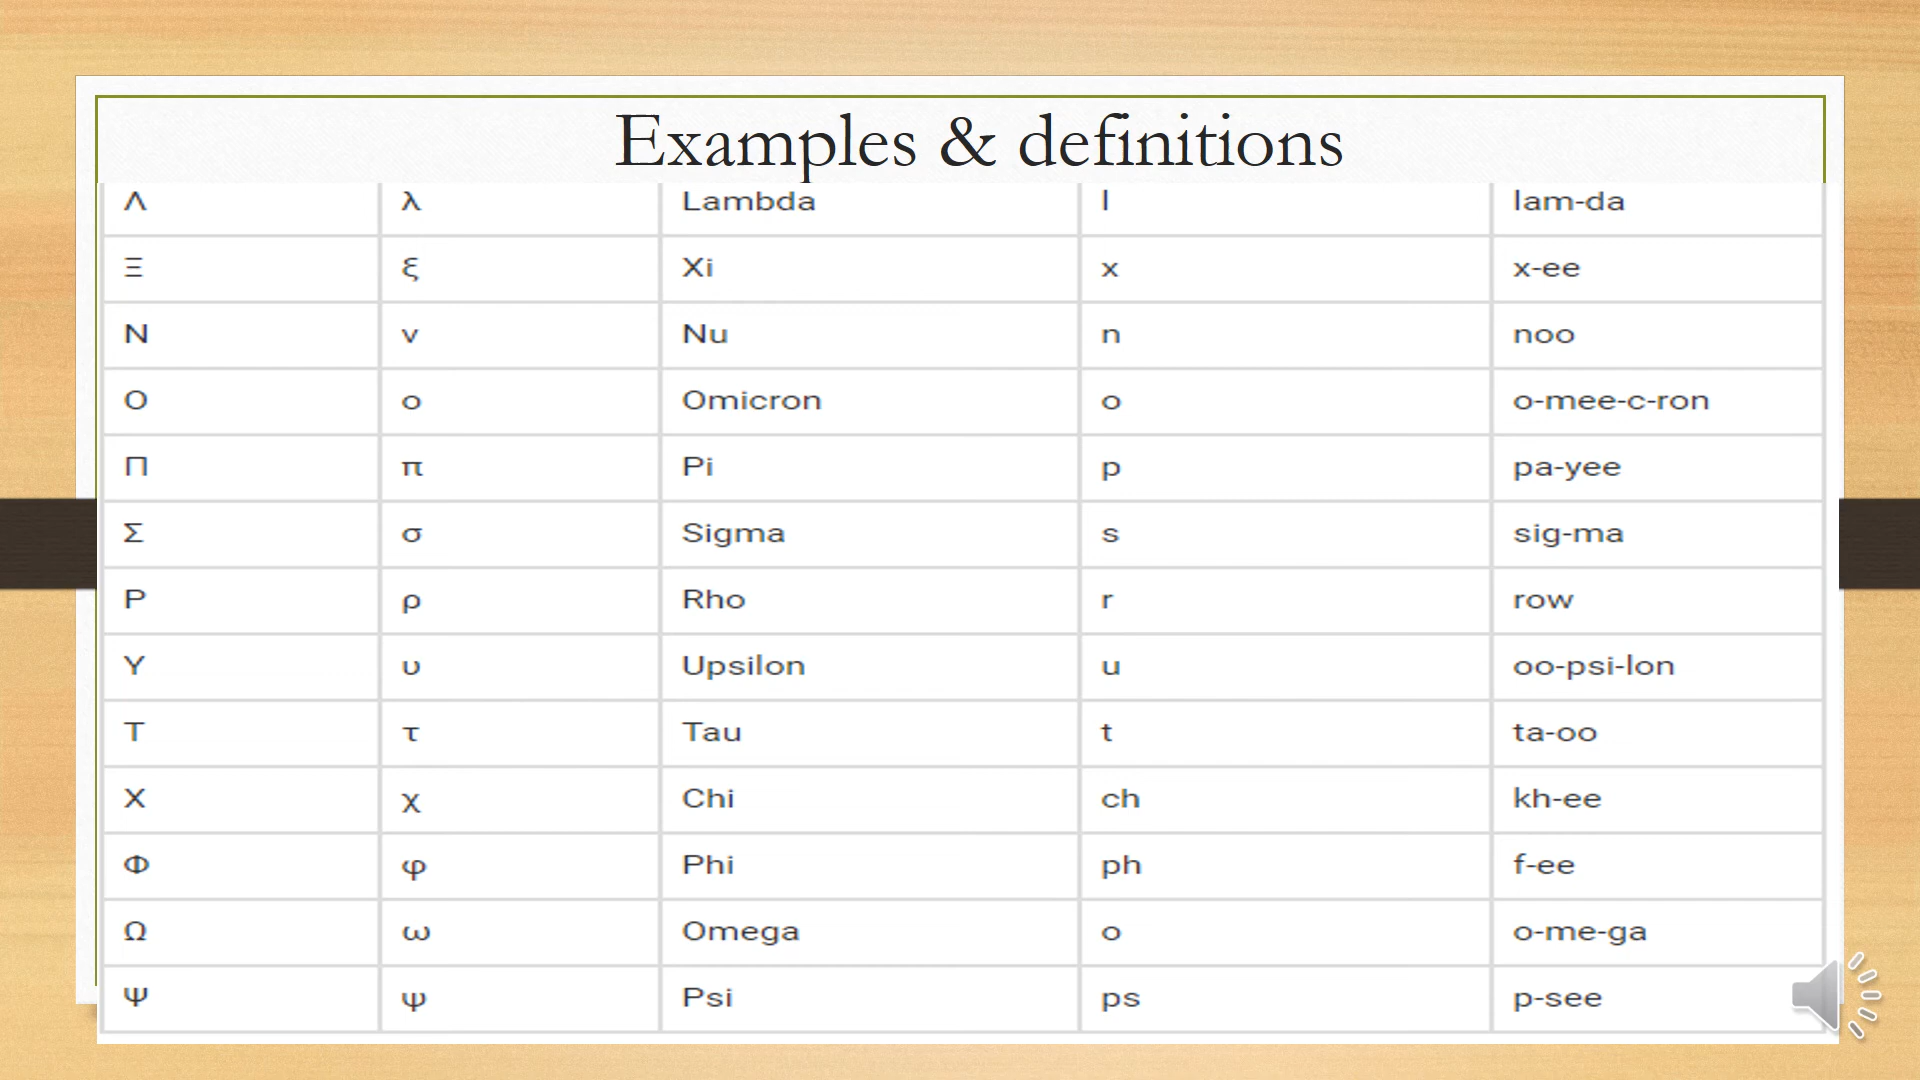 Examples & definitions
Λ λ Lambda l lam-da
Ξ ξ Xi x x-ee
Ν ν Nu n noo
Ο ο Omicron o o-mee-c-ron
Π π Pi p pa-yee
Σ σ Sigma s sig-ma
Ρ ρ Rho r row
Υ υ Upsilon u oo-psi-lon
Τ τ Tau t ta-oo
Χ χ Chi ch kh-ee
Φ φ Phi ph f-ee
Ω ω Omega o o-me-ga
Ψ ψ Psi ps p-see